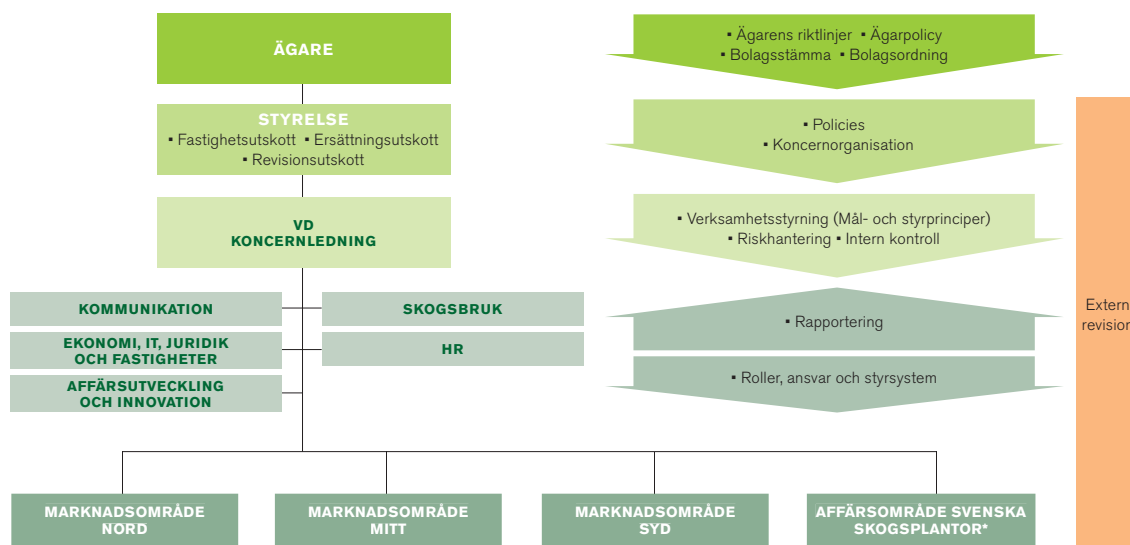 ÄGARE
▪ Ägarens riktlinjer ▪ Ägarpolicy
▪ Bolagsstämma ▪ Bolagsordning
STYRELSE
▪ Fastighetsutskott ▪ Ersättningsutskott
▪ Revisionsutskott
▪ Policies
▪ Koncernorganisation
VD
KONCERNLEDNING
▪ Verksamhetsstyrning (Mål- och styrprinciper)
▪ Riskhantering ▪ Intern kontroll
KOMMUNIKATION
SKOGSBRUK
EKONOMI, IT, JURIDIK
OCH FASTIGHETER
HR
AFFÄRSUTVECKLING
OCH INNOVATION
▪ Rapportering
▪ Roller, ansvar och styrsystem
Extern
revision
MARKNADSOMRÅDE
NORD
MARKNADSOMRÅDE
MITT
MARKNADSOMRÅDE
SYD
AFFÄRSOMRÅDE SVENSKA
SKOGSPLANTOR*